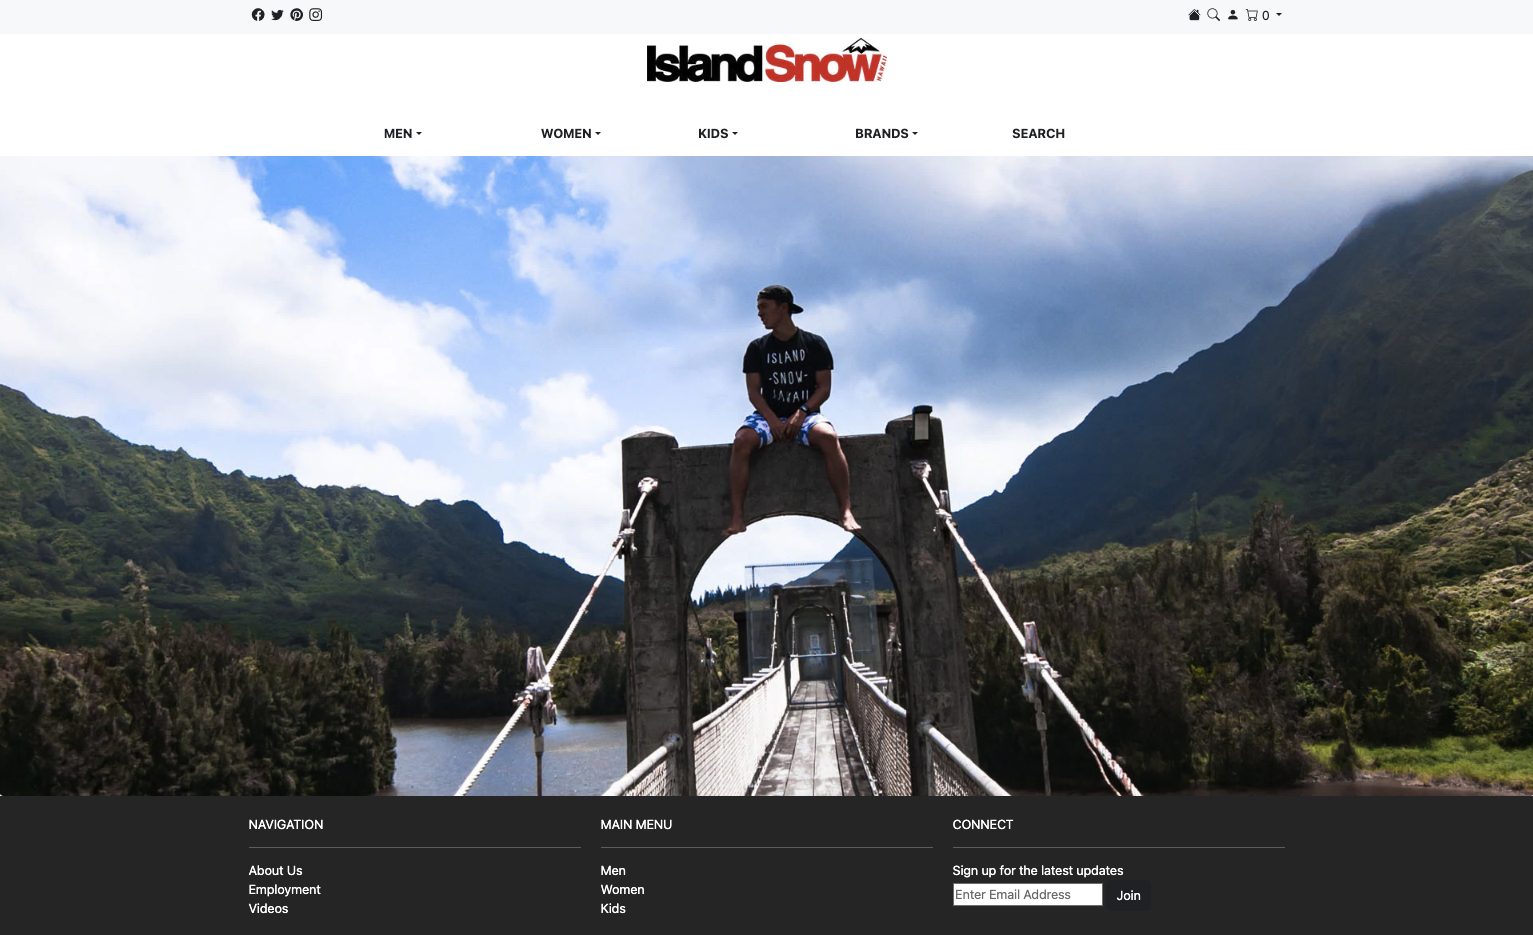 0
IslandSnow
HAWAII
MEN
WOMEN
KIDS
BRANDS
SEARCH
ISLAND
-SNOW-
HAWAII
NAVIGATION
MAIN MENU
CONNECT
About Us
Employment
Videos
Men
Women
Kids
Sign up for the latest updates
Enter Email Address
Join